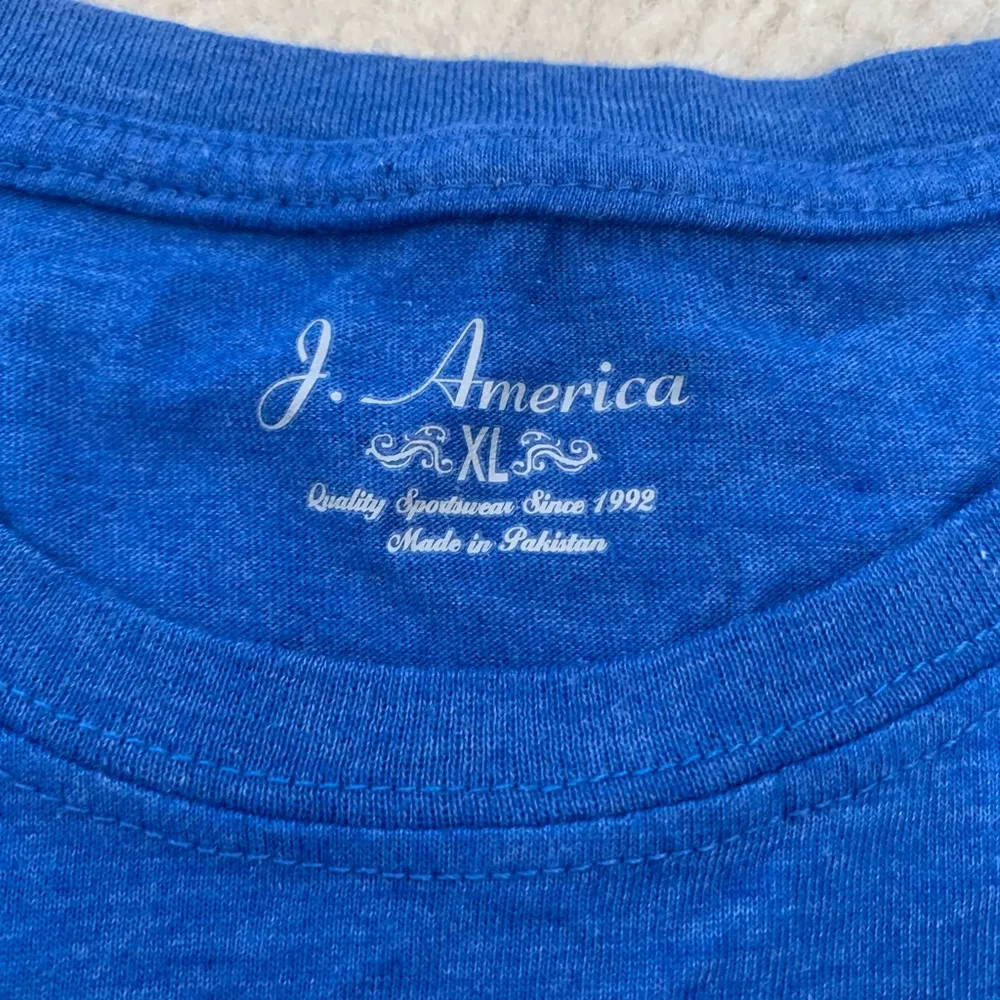 J. America
XL
Quality Sportswear Since 1992
Made in Pakistan